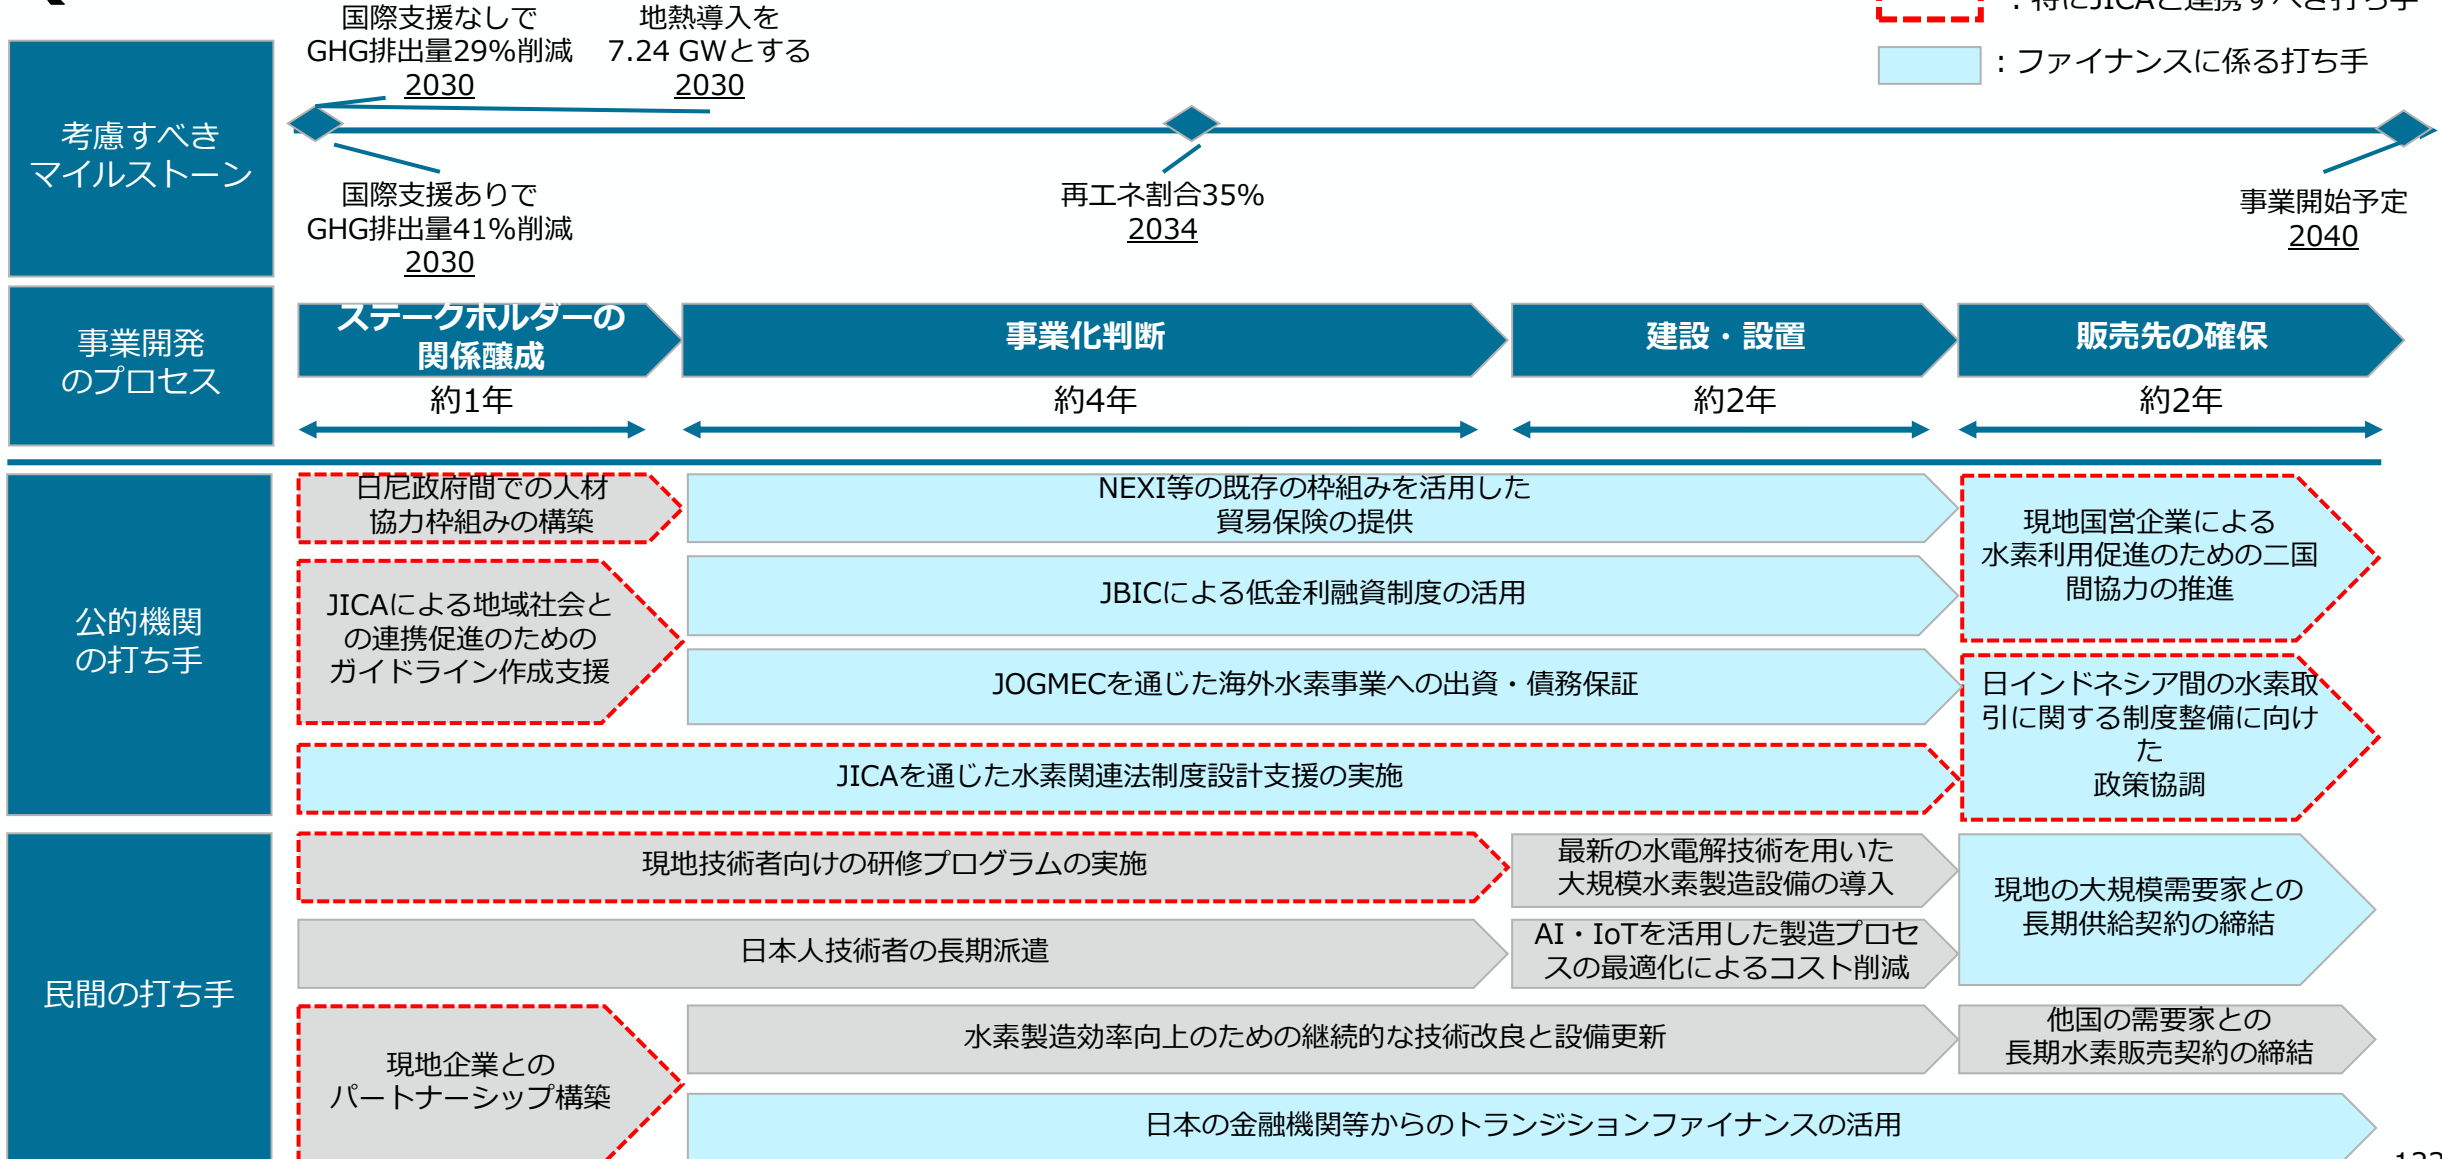 国際支援なしで
GHG排出量29%削減
2030
地熱導入を
7.24 GWとする
2030
：特にJICAと連携すべき打ち手
：ファイナンスに係る打ち手
考慮すべき
マイルストーン
国際支援ありで
GHG排出量41%削減
2030
再エネ割合35%
2034
事業開始予定
2040
事業開発
のプロセス
ステークホルダーの
関係醸成
事業化判断
建設・設置
販売先の確保
約1年
約4年
約2年
約2年
公的機関
の打ち手
日尼政府間での人材
協力枠組みの構築
NEXI等の既存の枠組みを活用した
貿易保険の提供
現地国営企業による
水素利用促進のための二国
間協力の推進
JICAによる地域社会と
の連携促進のための
ガイドライン作成支援
JBICによる低金利融資制度の活用
JOGMECを通じた海外水素事業への出資・債務保証
日インドネシア間の水素取
引に関する制度整備に向け
た
政策協調
JICAを通じた水素関連法制度設計支援の実施
民間の打ち手
現地技術者向けの研修プログラムの実施
最新の水電解技術を用いた
大規模水素製造設備の導入
現地の大規模需要家との
長期供給契約の締結
日本人技術者の長期派遣
AI・IoTを活用した製造プロセ
スの最適化によるコスト削減
現地企業との
パートナーシップ構築
水素製造効率向上のための継続的な技術改良と設備更新
他国の需要家との
長期水素販売契約の締結
日本の金融機関等からのトランジションファイナンスの活用